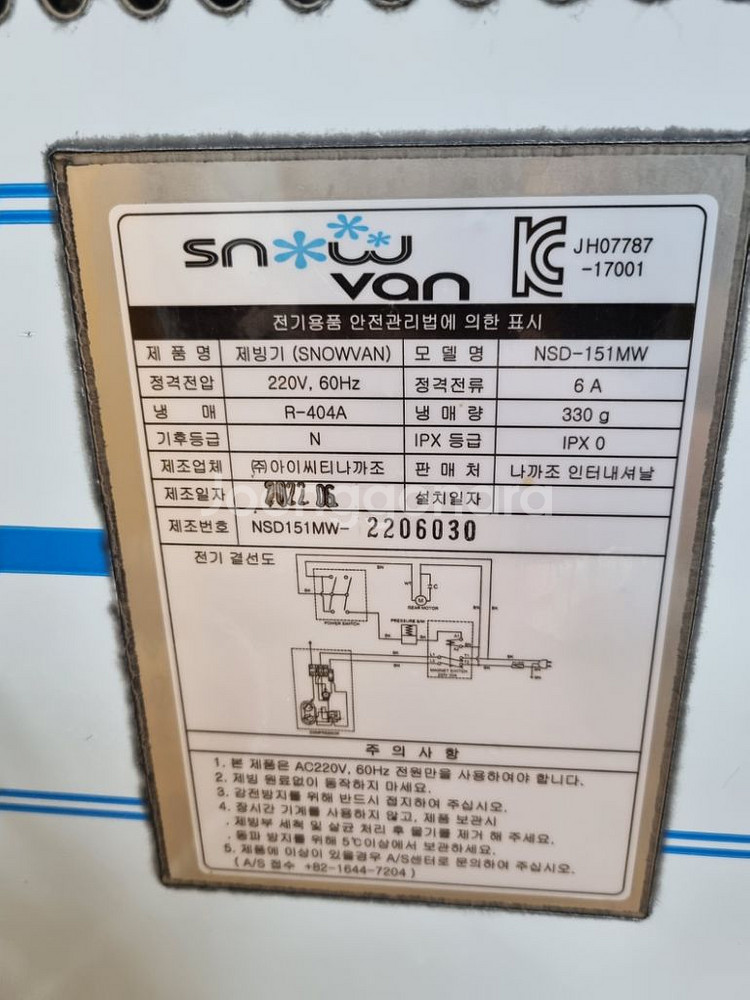 snow
van
JH07787
-17001
전기용품 안전관리법에 의한 표시
제 품 명 제빙기 (SNOWVAN) 모 델 명 NSD-151MW
정격전압 220V, 60Hz 정격전류 6 A
냉 매 R-404A 냉 매 량 330 g
기후등급 N IPX 등급 IPX 0
제조업체 ㈜아이씨티나까조 판 매 처 나까조 인터내셔날
제조일자 2022.06 설치일자
Joonggonara
제조번호 NSD151MW- 2206030
전기 결선도
GEAR MOTOR
POWER SWITCH
PRESSURE S/W
MAGNET SWITCH
COMPRESSOR
주 의 사 항
1. 본 제품은 AC220V, 60Hz 전원만을 사용하여야 합니다.
2. 제빙 원료없이 동작하지 마세요.
3. 감전방지를 위해 반드시 접지하여 주십시오.
4. 장시간 기계를 사용하지 않고, 제품 보관시
. 제빙부 세척 및 살균 처리 후 물기를 제거 해 주세요.
. 동파 방지를 위해 5℃이상에서 보관하세요.
5. 제품에 이상이 있을경우 A/S센터로 문의하여 주십시오.
( A/S 접수 +82-1644-7204 )